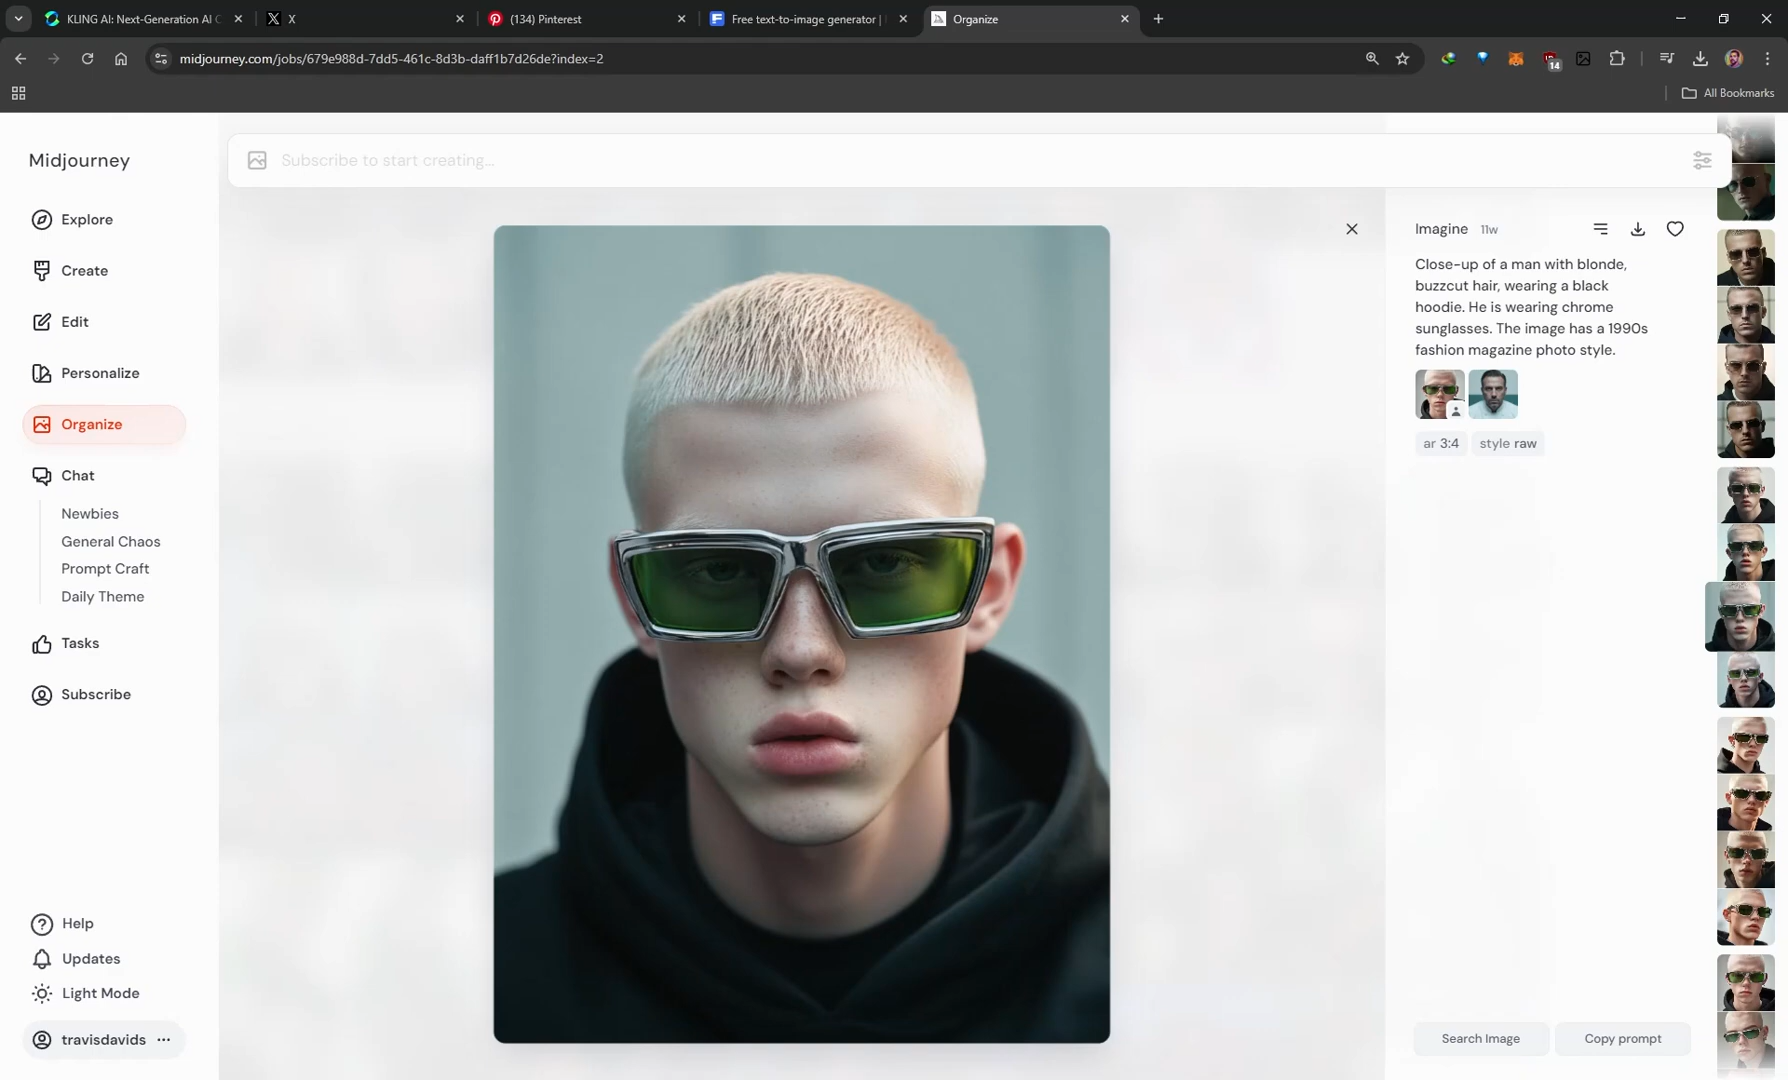 KLING AI: Next-Generation AI C
X
(134) Pinterest
Free text-to-image generator |
Organize
midjourney.com/jobs/679e988d-7dd5-461c-8d3b-daff1b7d26de?index=2
14
All Bookmarks
Midjourney
Subscribe to start creating...
Explore
Create
Edit
Personalize
Organize
Chat
Newbies
General Chaos
Prompt Craft
Daily Theme
Tasks
Subscribe
Help
Updates
Light Mode
travisdavids
Imagine 11w
Close-up of a man with blonde,
buzzcut hair, wearing a black
hoodie. He is wearing chrome
sunglasses. The image has a 1990s
fashion magazine photo style.
ar 3:4 style raw
Search Image
Copy prompt